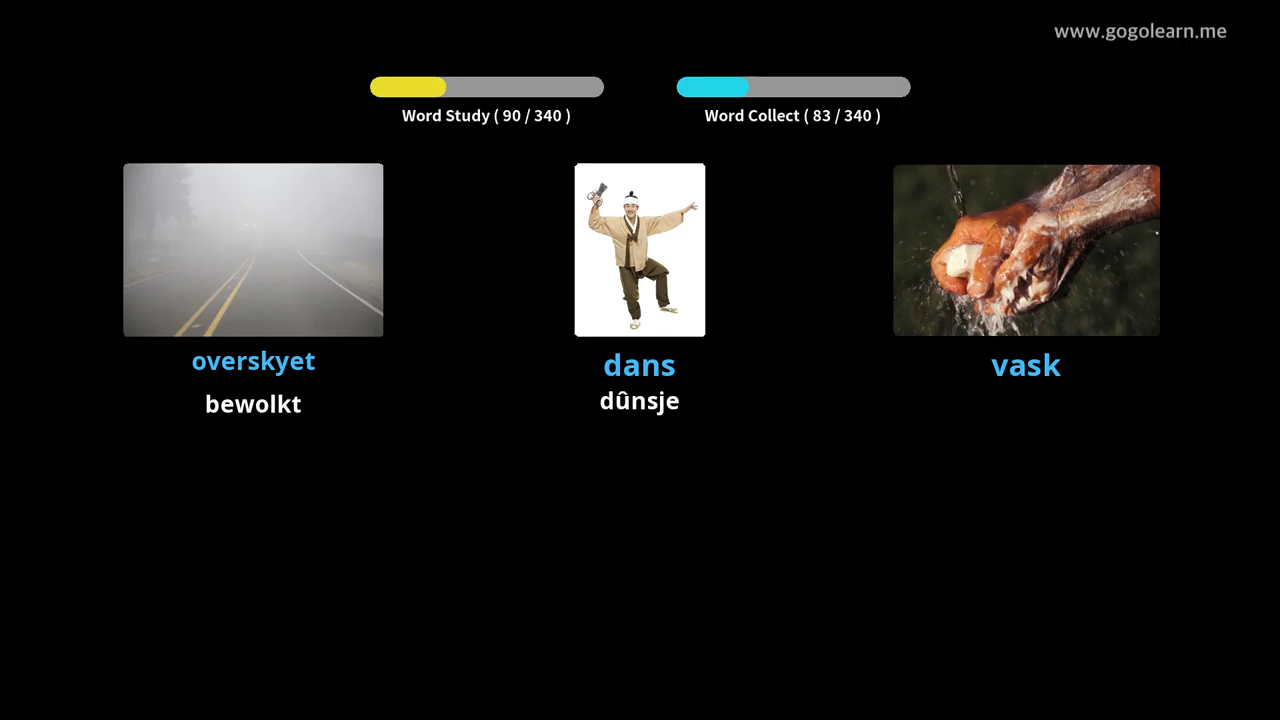 www.gogolearn.me
Word Study ( 90 / 340 )
Word Collect ( 83 / 340 )
overskyet
bewolkt
dans
dûnsje
vask